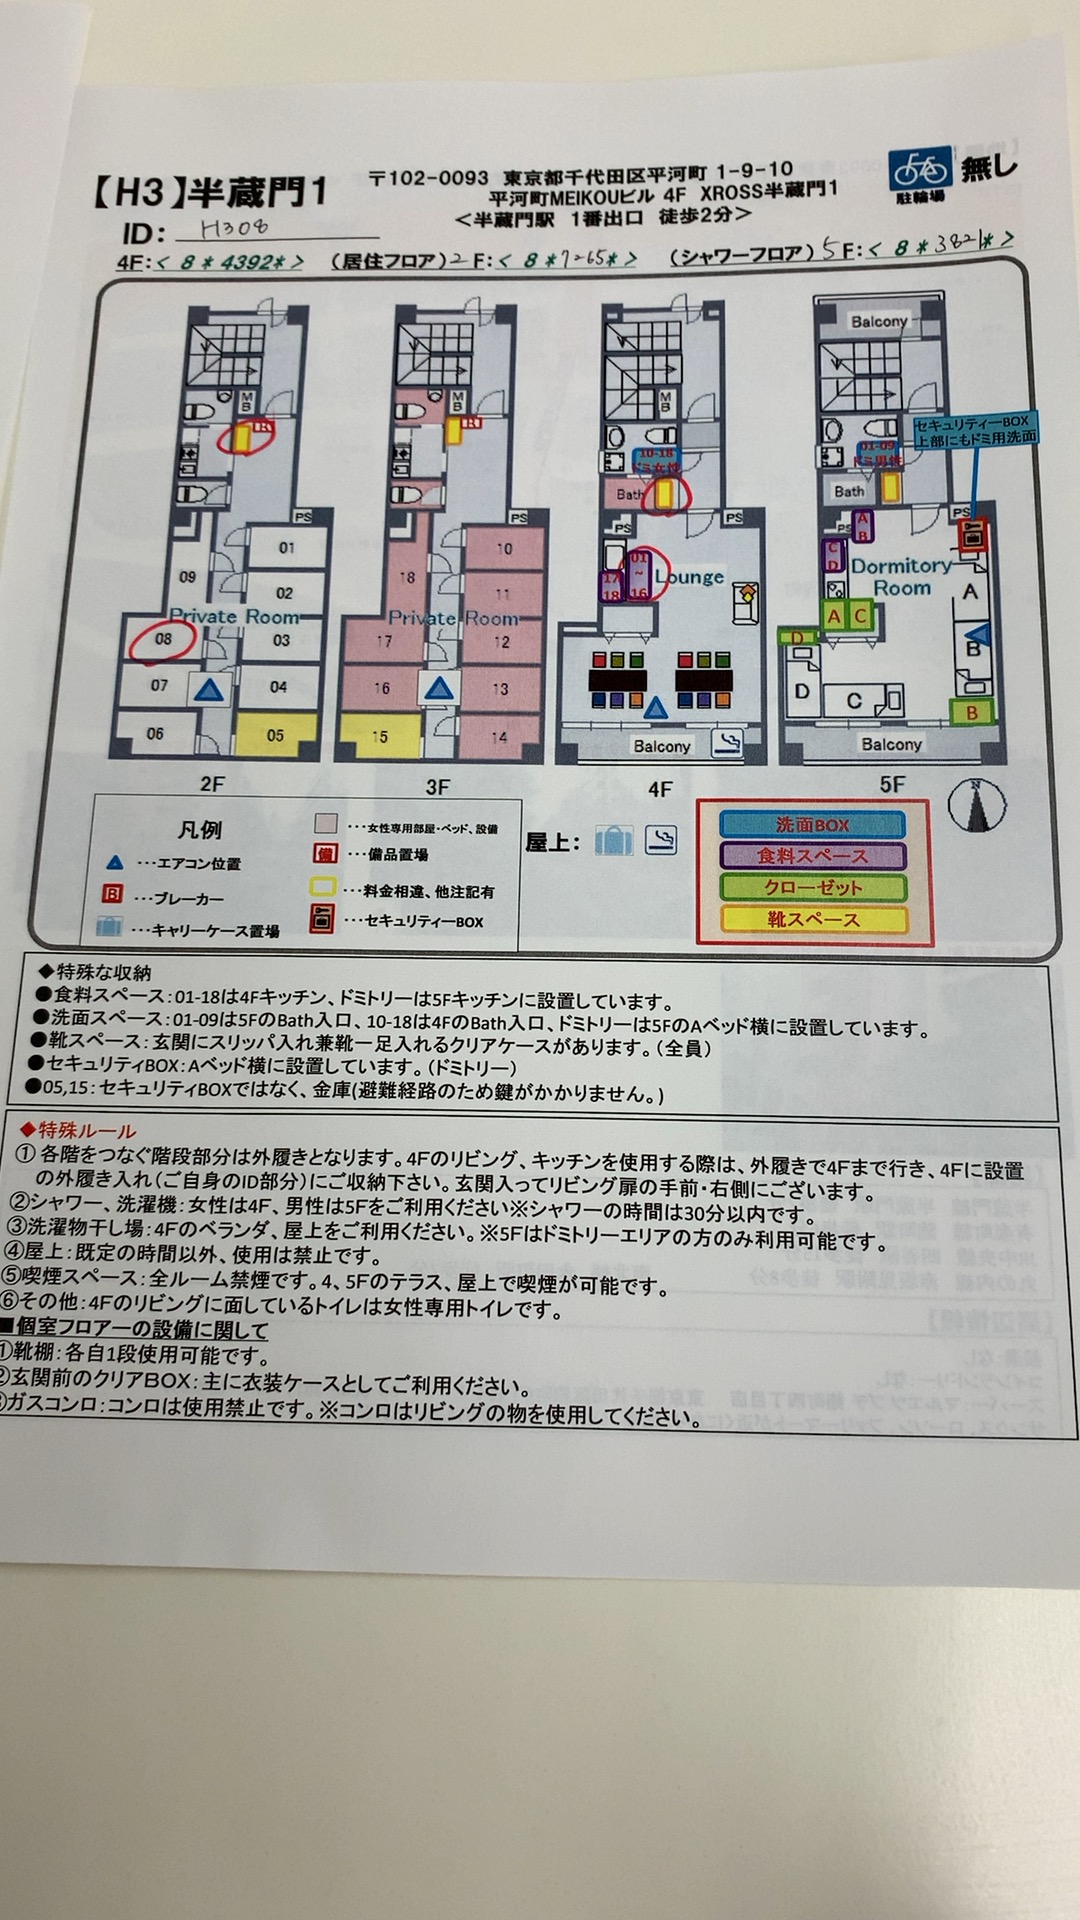 【H3】半蔵門1
〒102-0093 東京都千代田区平河町 1-9-10
平河町MEIKOUビル 4F XROSS半蔵門1
<半蔵門駅 1番出口 徒歩2分>
駐輪場
無し
ID: H308
4F:< 8*4392*> (居住フロア)2F:< 8*7265*> (シャワーフロア)5F:< 8*3821*>
Balcony
MB
B
MB
B
MB
10-18
ドミ女性
01-09
ドミ男性
セキュリティーBOX
上部にもドミ用洗面
Bath
Bath
PS
PS
PS
PS
PS
PS
01
02
03
04
05
06
07
08
09
Private Room
10
11
12
13
14
15
16
17
18
Private Room
17
18
01
~
16
Lounge
Balcony
A
B
C
D
Dormitory
Room
A
C
D
A
B
D
C
B
Balcony
2F
3F
4F
5F
N
凡例
・・・エアコン位置
B ・・・ブレーカー
・・・キャリーケース置場
・・・女性専用部屋・ベッド、設備
備 ・・・備品置場
・・・料金相違、他注記有
・・・セキュリティーBOX
屋上:
洗面BOX
食料スペース
クローゼット
靴スペース
◆特殊な収納
●食料スペース:01-18は4Fキッチン、ドミトリーは5Fキッチンに設置しています。
●洗面スペース:01-09は5FのBath入口、10-18は4FのBath入口、ドミトリーは5FのAベッド横に設置しています。
●靴スペース:玄関にスリッパ入れ兼靴一足入れるクリアケースがあります。(全員)
●セキュリティBOX:Aベッド横に設置しています。(ドミトリー)
●05,15:セキュリティBOXではなく、金庫(避難経路のため鍵がかかりません。)
◆特殊ルール
① 各階をつなぐ階段部分は外履きとなります。4Fのリビング、キッチンを使用する際は、外履きで4Fまで行き、4Fに設置
の外履き入れ(ご自身のID部分)にご収納下さい。玄関入ってリビング扉の手前・右側にございます。
②シャワー、洗濯機:女性は4F、男性は5Fをご利用ください※シャワーの時間は30分以内です。
③洗濯物干し場:4Fのベランダ、屋上をご利用ください。※5Fはドミトリーエリアの方のみ利用可能です。
④屋上:既定の時間以外、使用は禁止です。
⑤喫煙スペース:全ルーム禁煙です。4、5Fのテラス、屋上で喫煙が可能です。
⑥その他:4Fのリビングに面しているトイレは女性専用トイレです。
■個室フロアーの設備に関して
①靴棚:各自1段使用可能です。
②玄関前のクリアBOX:主に衣装ケースとしてご利用ください。
③ガスコンロ:コンロは使用禁止です。※コンロはリビングの物を使用してください。